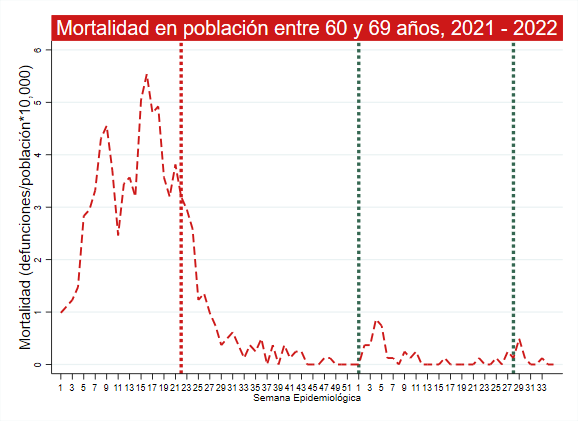 Mortalidad en población entre 60 y 69 años, 2021 - 2022
Mortalidad (defunciones/población*10,000)
6
5
4
3
2
1
0
1 3 5 7 9 11 13 15 17 19 21 23 25 27 29 31 33 35 37 39 41 43 45 47 49 51 1 3 5 7 9 11 13 15 17 19 21 23 25 27 29 31 33
Semana Epidemiológica